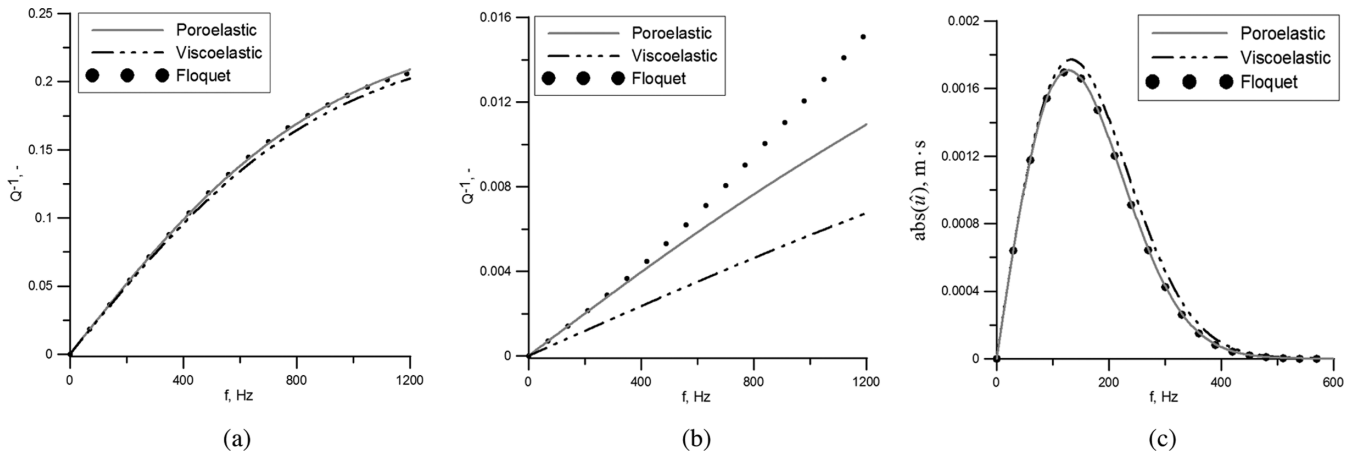 0.25
0.2
0.15
0.1
0.05
0
Q-1, -
Poroelastic
Viscoelastic
Floquet
0 400 800 1200
f, Hz
(a)
0.016
0.012
0.008
0.004
0
Q-1, -
Poroelastic
Viscoelastic
Floquet
0 400 800 1200
f, Hz
(b)
0.002
0.0016
0.0012
0.0008
0.0004
0
abs(û), m · s
Poroelastic
Viscoelastic
Floquet
0 200 400 600
f, Hz
(c)